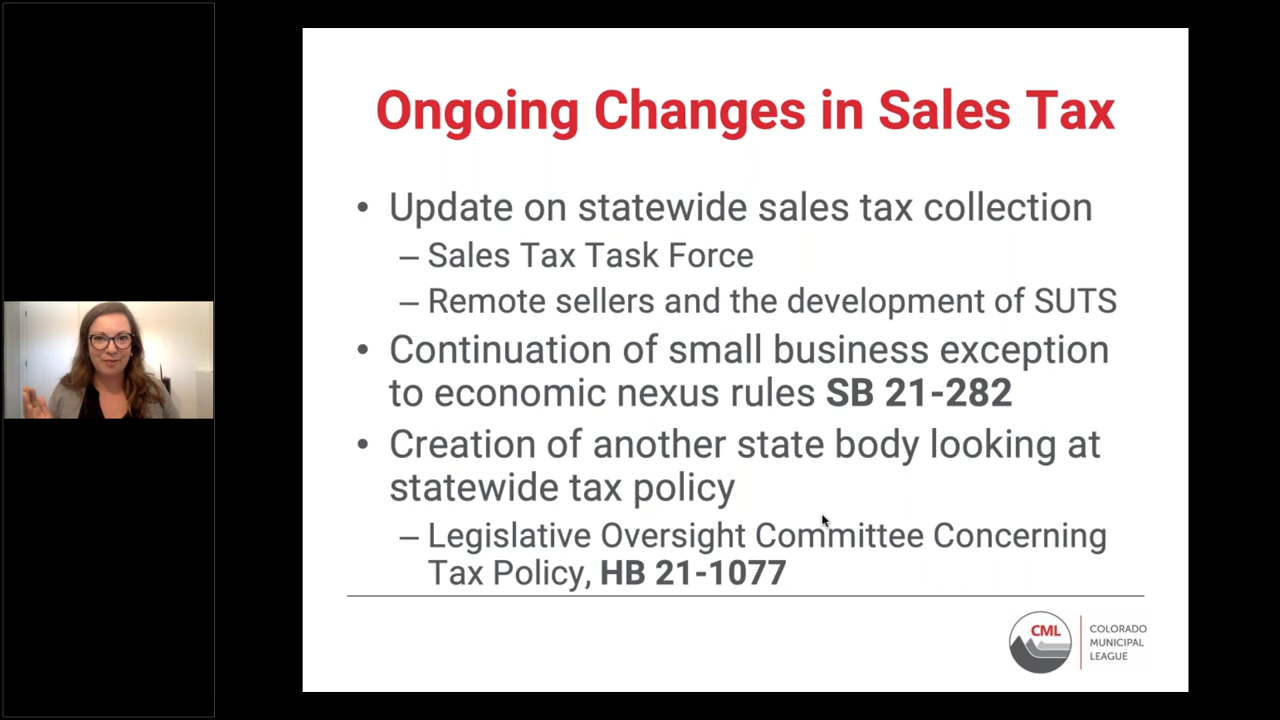 Ongoing Changes in Sales Tax
• Update on statewide sales tax collection
– Sales Tax Task Force
– Remote sellers and the development of SUTS
• Continuation of small business exception
to economic nexus rules SB 21-282
• Creation of another state body looking at
statewide tax policy
– Legislative Oversight Committee Concerning
Tax Policy, HB 21-1077
CML
COLORADO
MUNICIPAL
LEAGUE